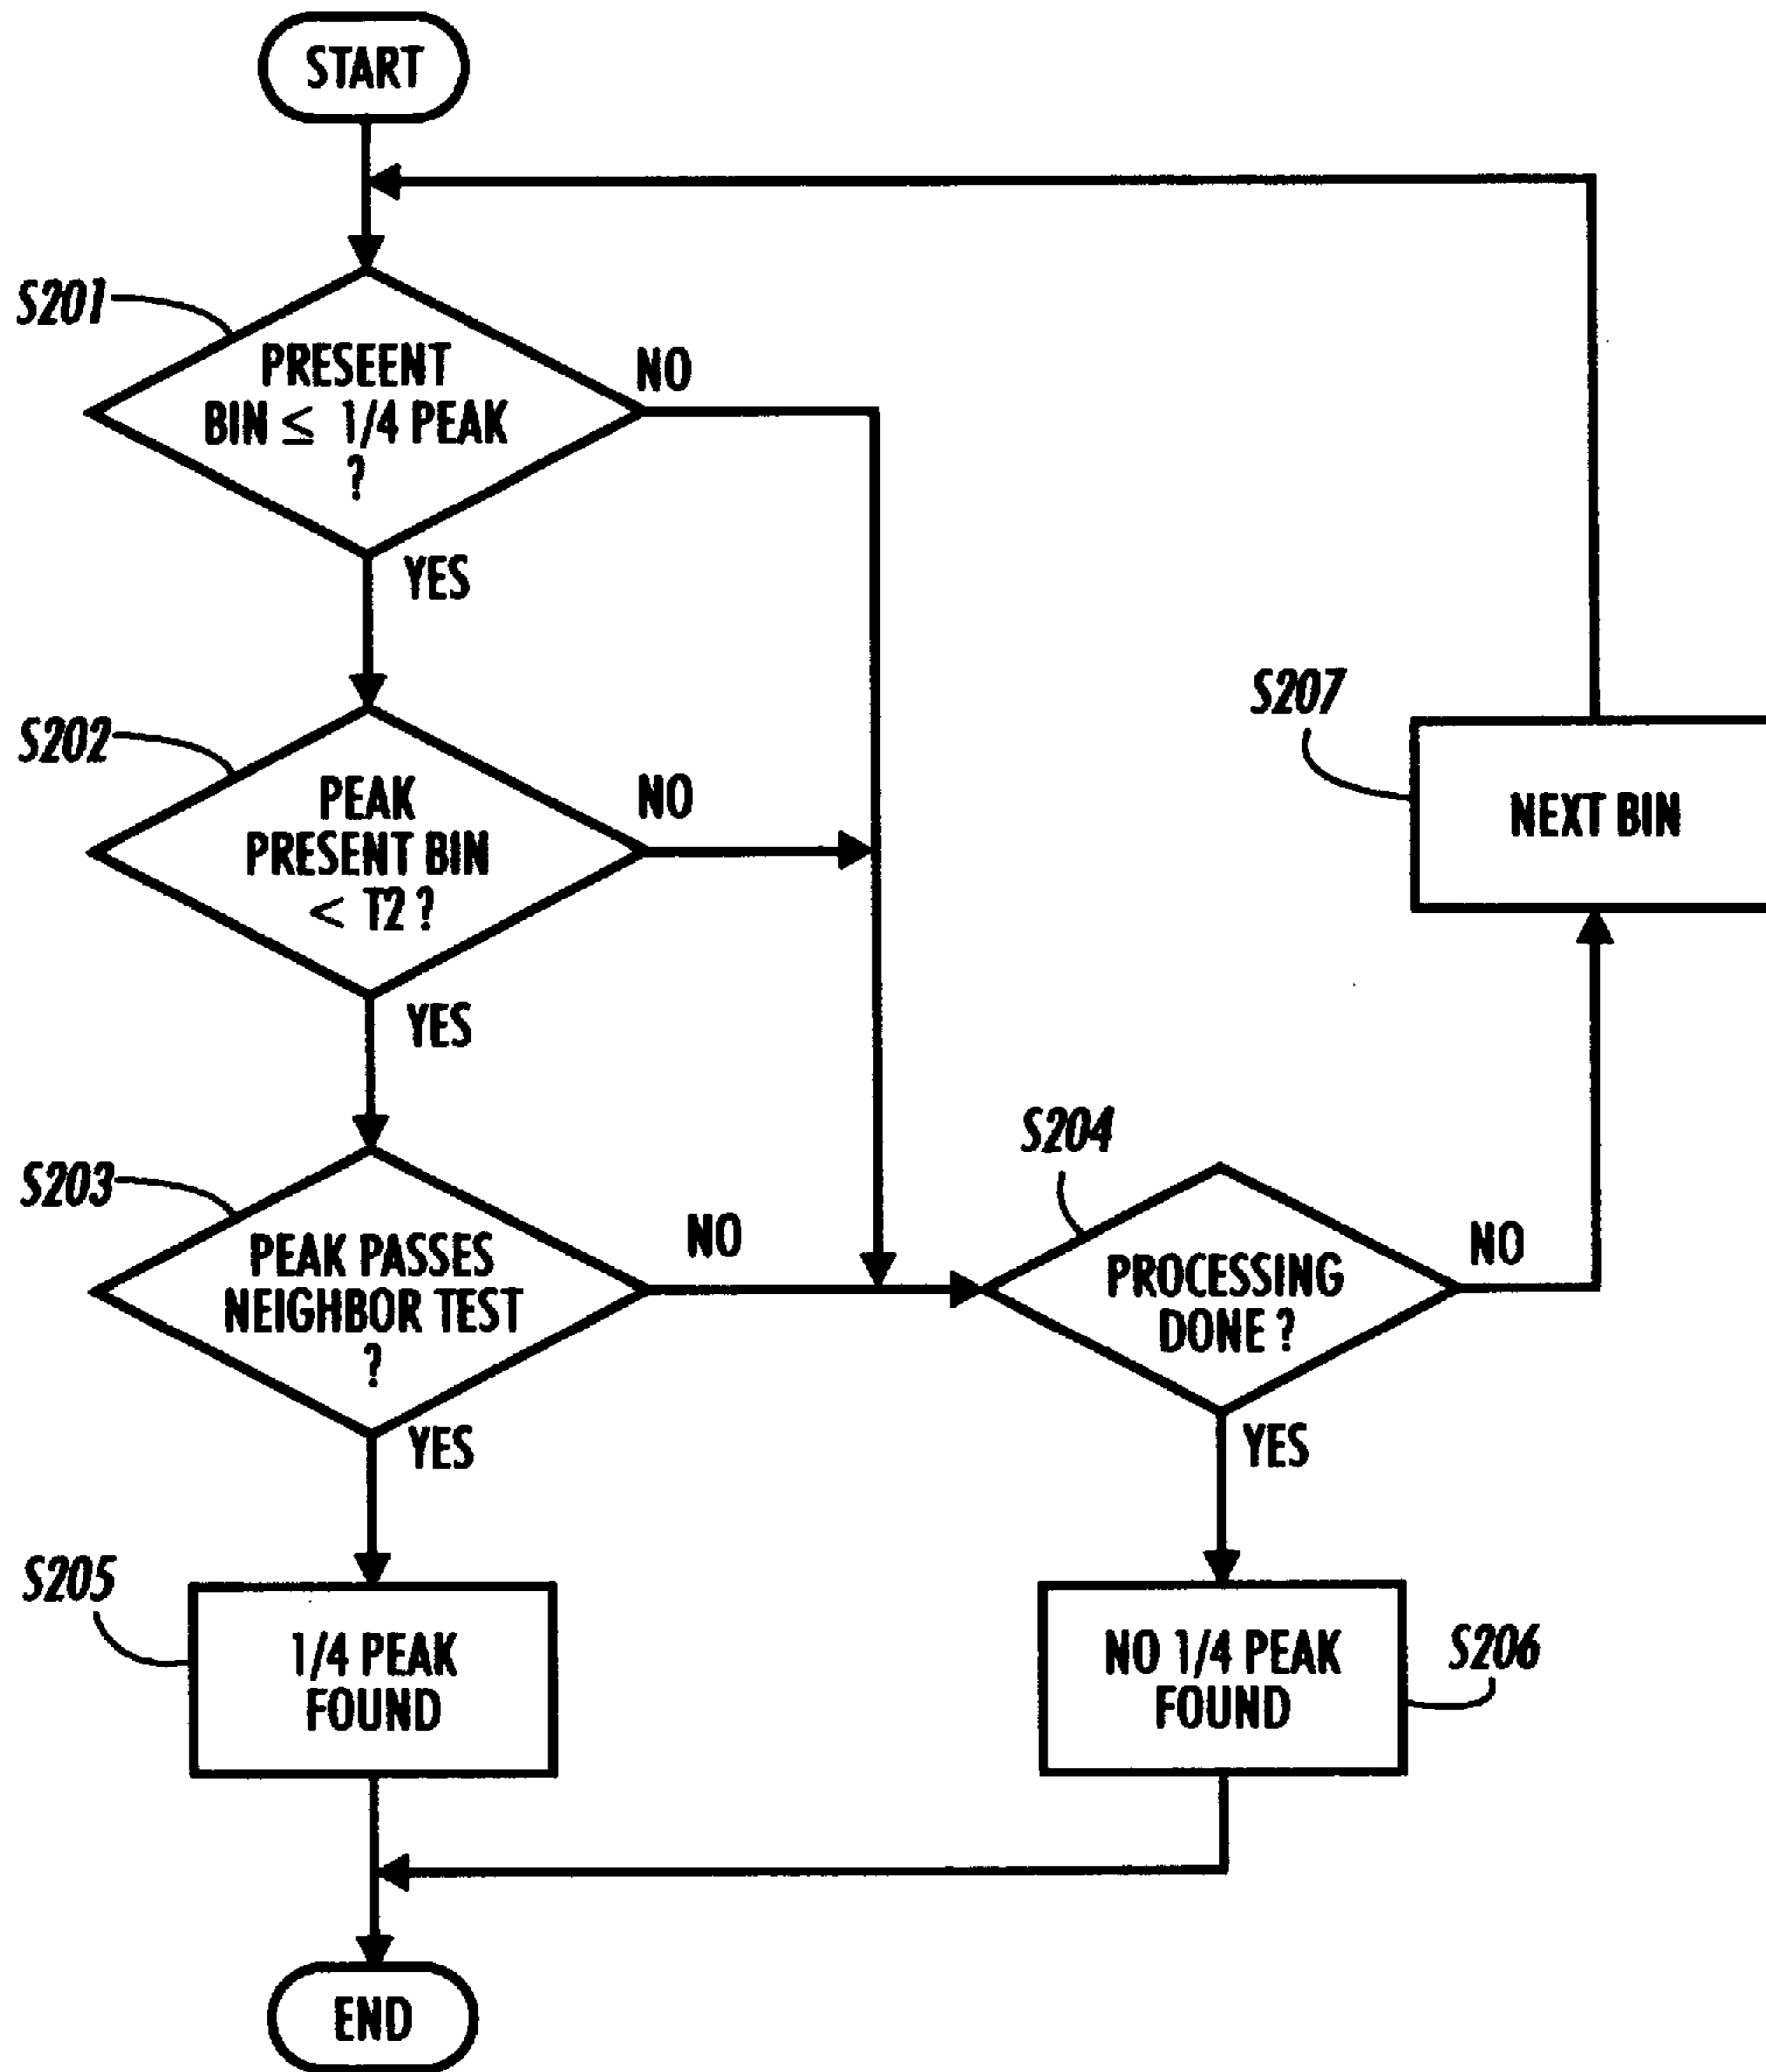 START
S201
PRESEENT
BIN ≤ 1/4 PEAK
?
NO
YES
S202
PEAK
PRESENT BIN
< T2 ?
NO
YES
S203
PEAK PASSES
NEIGHBOR TEST
?
NO
YES
S204
PROCESSING
DONE ?
NO
YES
S207
NEXT BIN
S205
1/4 PEAK
FOUND
NO 1/4 PEAK
FOUND
S206
END